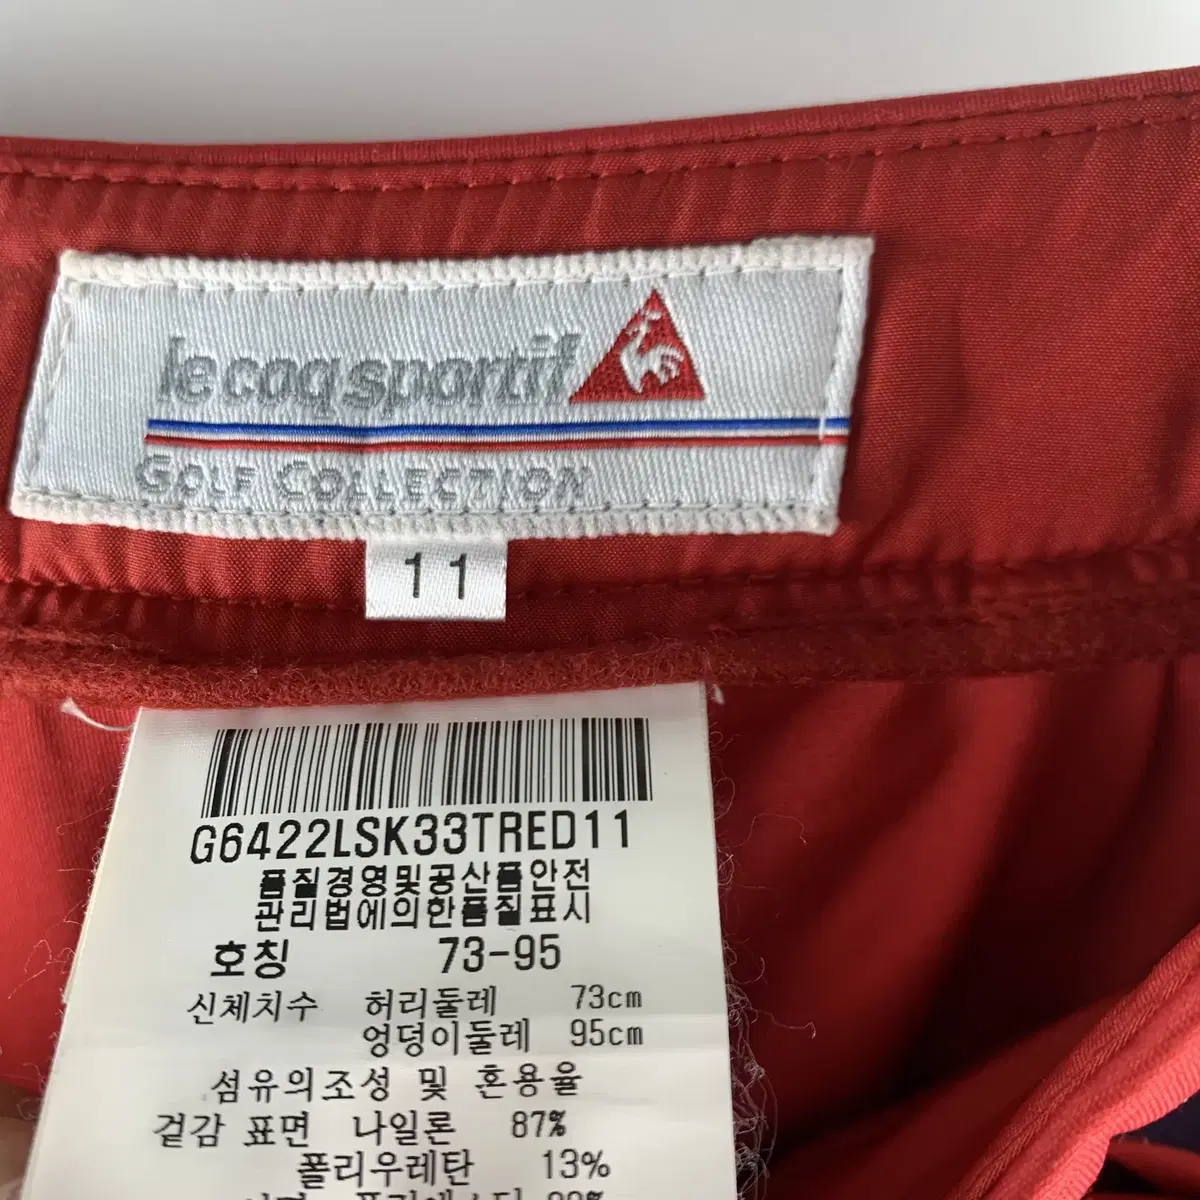 le coq sportif
GOLF COLLECTION
11
G6422LSK33TRED11
품질경영및공산품안전
관리법에의한품질표시
호칭 73-95
신체치수 허리둘레 73cm
엉덩이둘레 95cm
섬유의조성 및 혼용율
겉감 표면 나일론 87%
폴리우레탄 13%